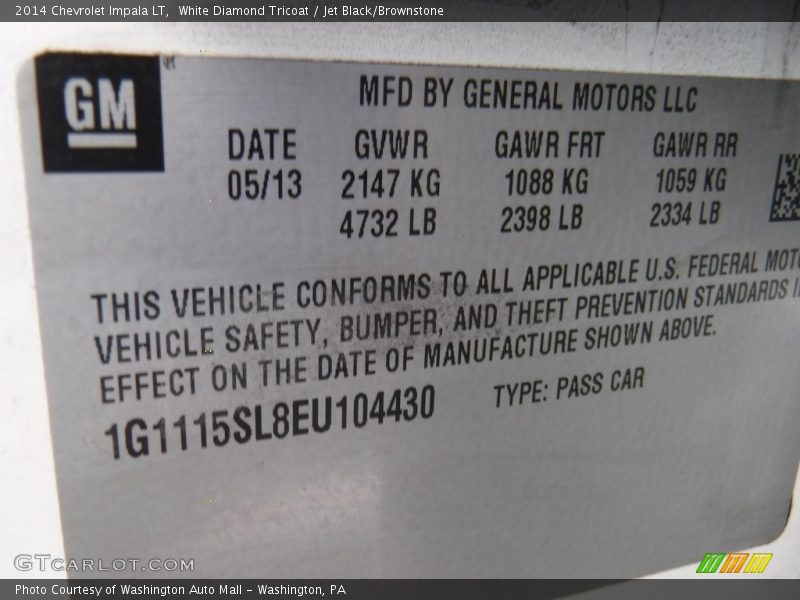 2014 Chevrolet Impala LT, White Diamond Tricoat / Jet Black/Brownstone
GM
MFD BY GENERAL MOTORS LLC
DATE GVWR GAWR FRT GAWR RR
05/13 2147 KG 1088 KG 1059 KG
4732 LB 2398 LB 2334 LB
THIS VEHICLE CONFORMS TO ALL APPLICABLE U.S. FEDERAL MOT
VEHICLE SAFETY, BUMPER, AND THEFT PREVENTION STANDARDS I
EFFECT ON THE DATE OF MANUFACTURE SHOWN ABOVE.
1G1115SL8EU104430 TYPE: PASS CAR
GTCARLOT.COM
Photo Courtesy of Washington Auto Mall - Washington, PA